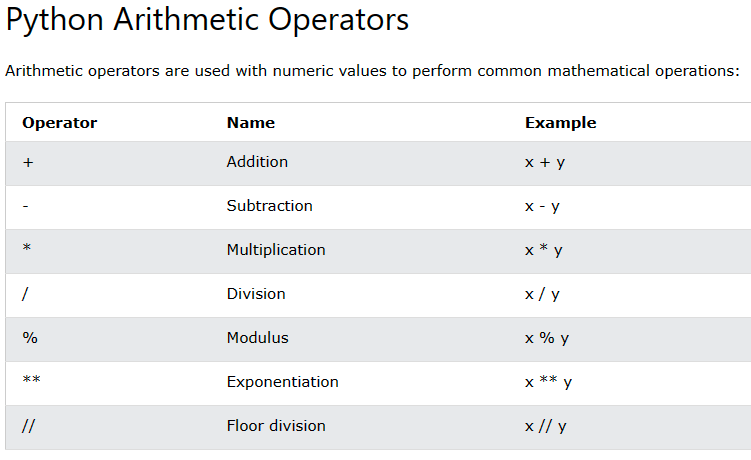 Python Arithmetic Operators
Arithmetic operators are used with numeric values to perform common mathematical operations:
Operator Name Example
+ Addition x + y
- Subtraction x - y
* Multiplication x * y
/ Division x / y
% Modulus x % y
** Exponentiation x ** y
// Floor division x // y